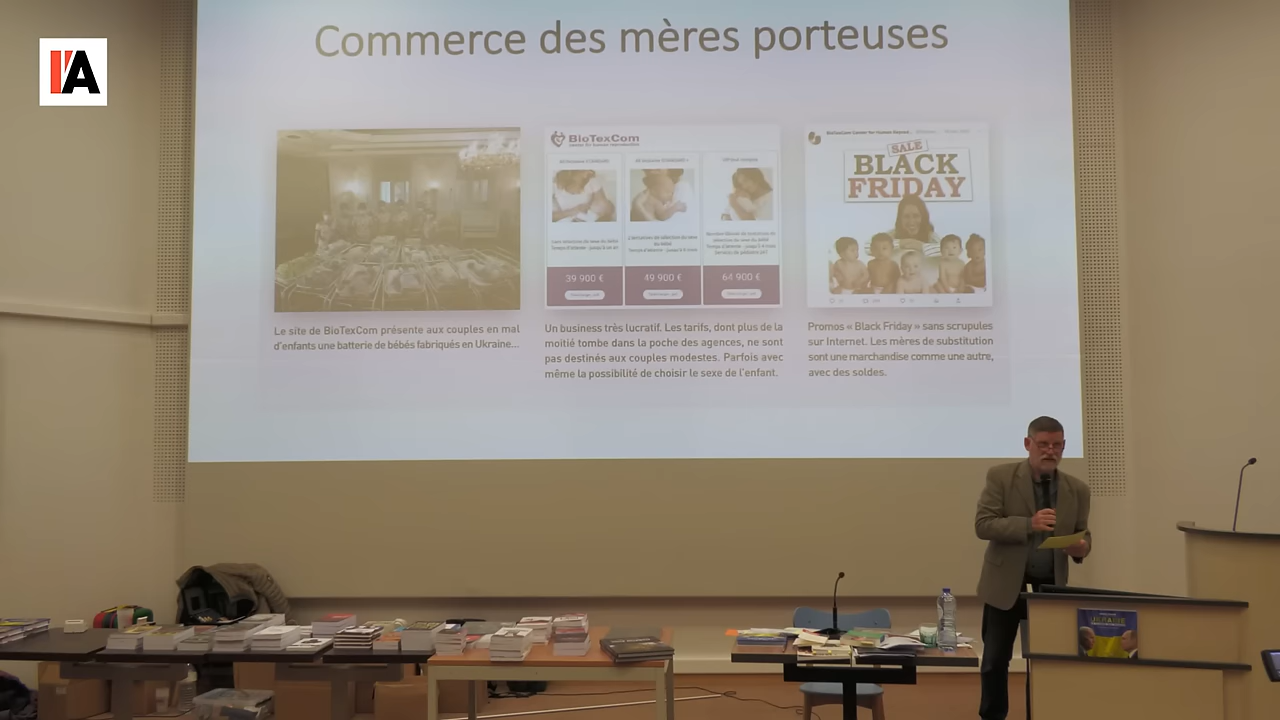 l'A
Commerce des mères porteuses
BioTexCom
39 900 €
49 900 €
64 900 €
SALE
BLACK
FRIDAY
Le site de BioTexCom présente aux couples en mal
d'enfants une batterie de bébés fabriqués en Ukraine...
Un business très lucratif. Les tarifs, dont plus de la
moitié tombe dans la poche des agences, ne sont
pas destinés aux couples modestes. Parfois avec
même la possibilité de choisir le sexe de l'enfant.
Promos « Black Friday » sans scrupules
sur Internet. Les mères de substitution
sont une marchandise comme une autre,
avec des soldes.
UKRAINE